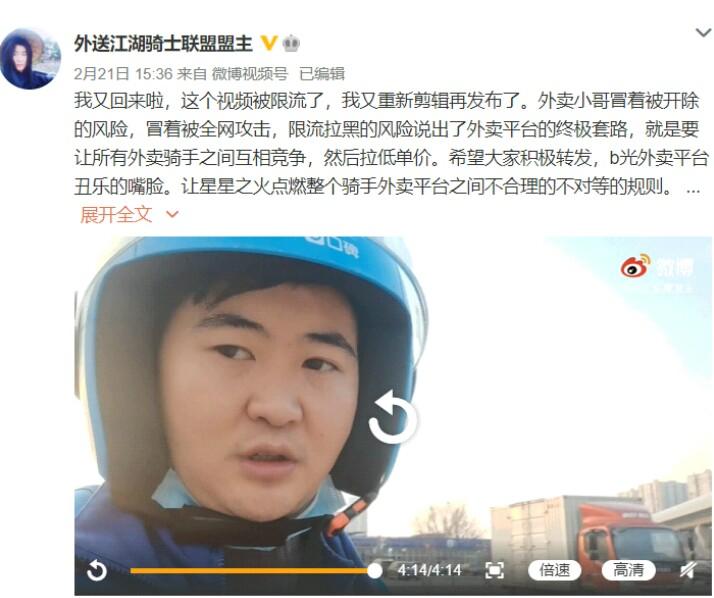 外送江湖骑士联盟盟主
2月21日 15:36 来自 微博视频号 已编辑
我又回来啦，这个视频被限流了，我又重新剪辑再发布了。外卖小哥冒着被开除
的风险，冒着被全网攻击，限流拉黑的风险说出了外卖平台的终极套路，就是要
让所有外卖骑手之间互相竞争，然后拉低单价。希望大家积极转发，b光外卖平台
丑乐的嘴脸。让星星之火点燃整个骑手外卖平台之间不合理的不对等的规则。 ...
展开全文
口碑
微博
4:14/4:14
倍速
高清